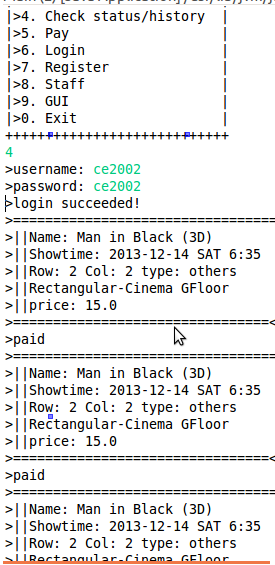 |>4. Check status/history |
|>5. Pay |
|>6. Login |
|>7. Register |
|>8. Staff |
|>9. GUI |
|>0. Exit |
++++++++++++++++++++++++++++
4
>username: ce2002
>password: ce2002
>login succeeded!
>==================================
>||Name: Man in Black (3D)
>||Showtime: 2013-12-14 SAT 6:35
>||Row: 2 Col: 2 type: others
>||Rectangular-Cinema GFloor
>||price: 15.0
>================================<
>paid
>==================================
>||Name: Man in Black (3D)
>||Showtime: 2013-12-14 SAT 6:35
>||Row: 2 Col: 2 type: others
>||Rectangular-Cinema GFloor
>||price: 15.0
>================================<
>paid
>==================================
>||Name: Man in Black (3D)
>||Showtime: 2013-12-14 SAT 6:35
>||Row: 2 Col: 2 type: others
>||Rectangular-Cinema GFloor